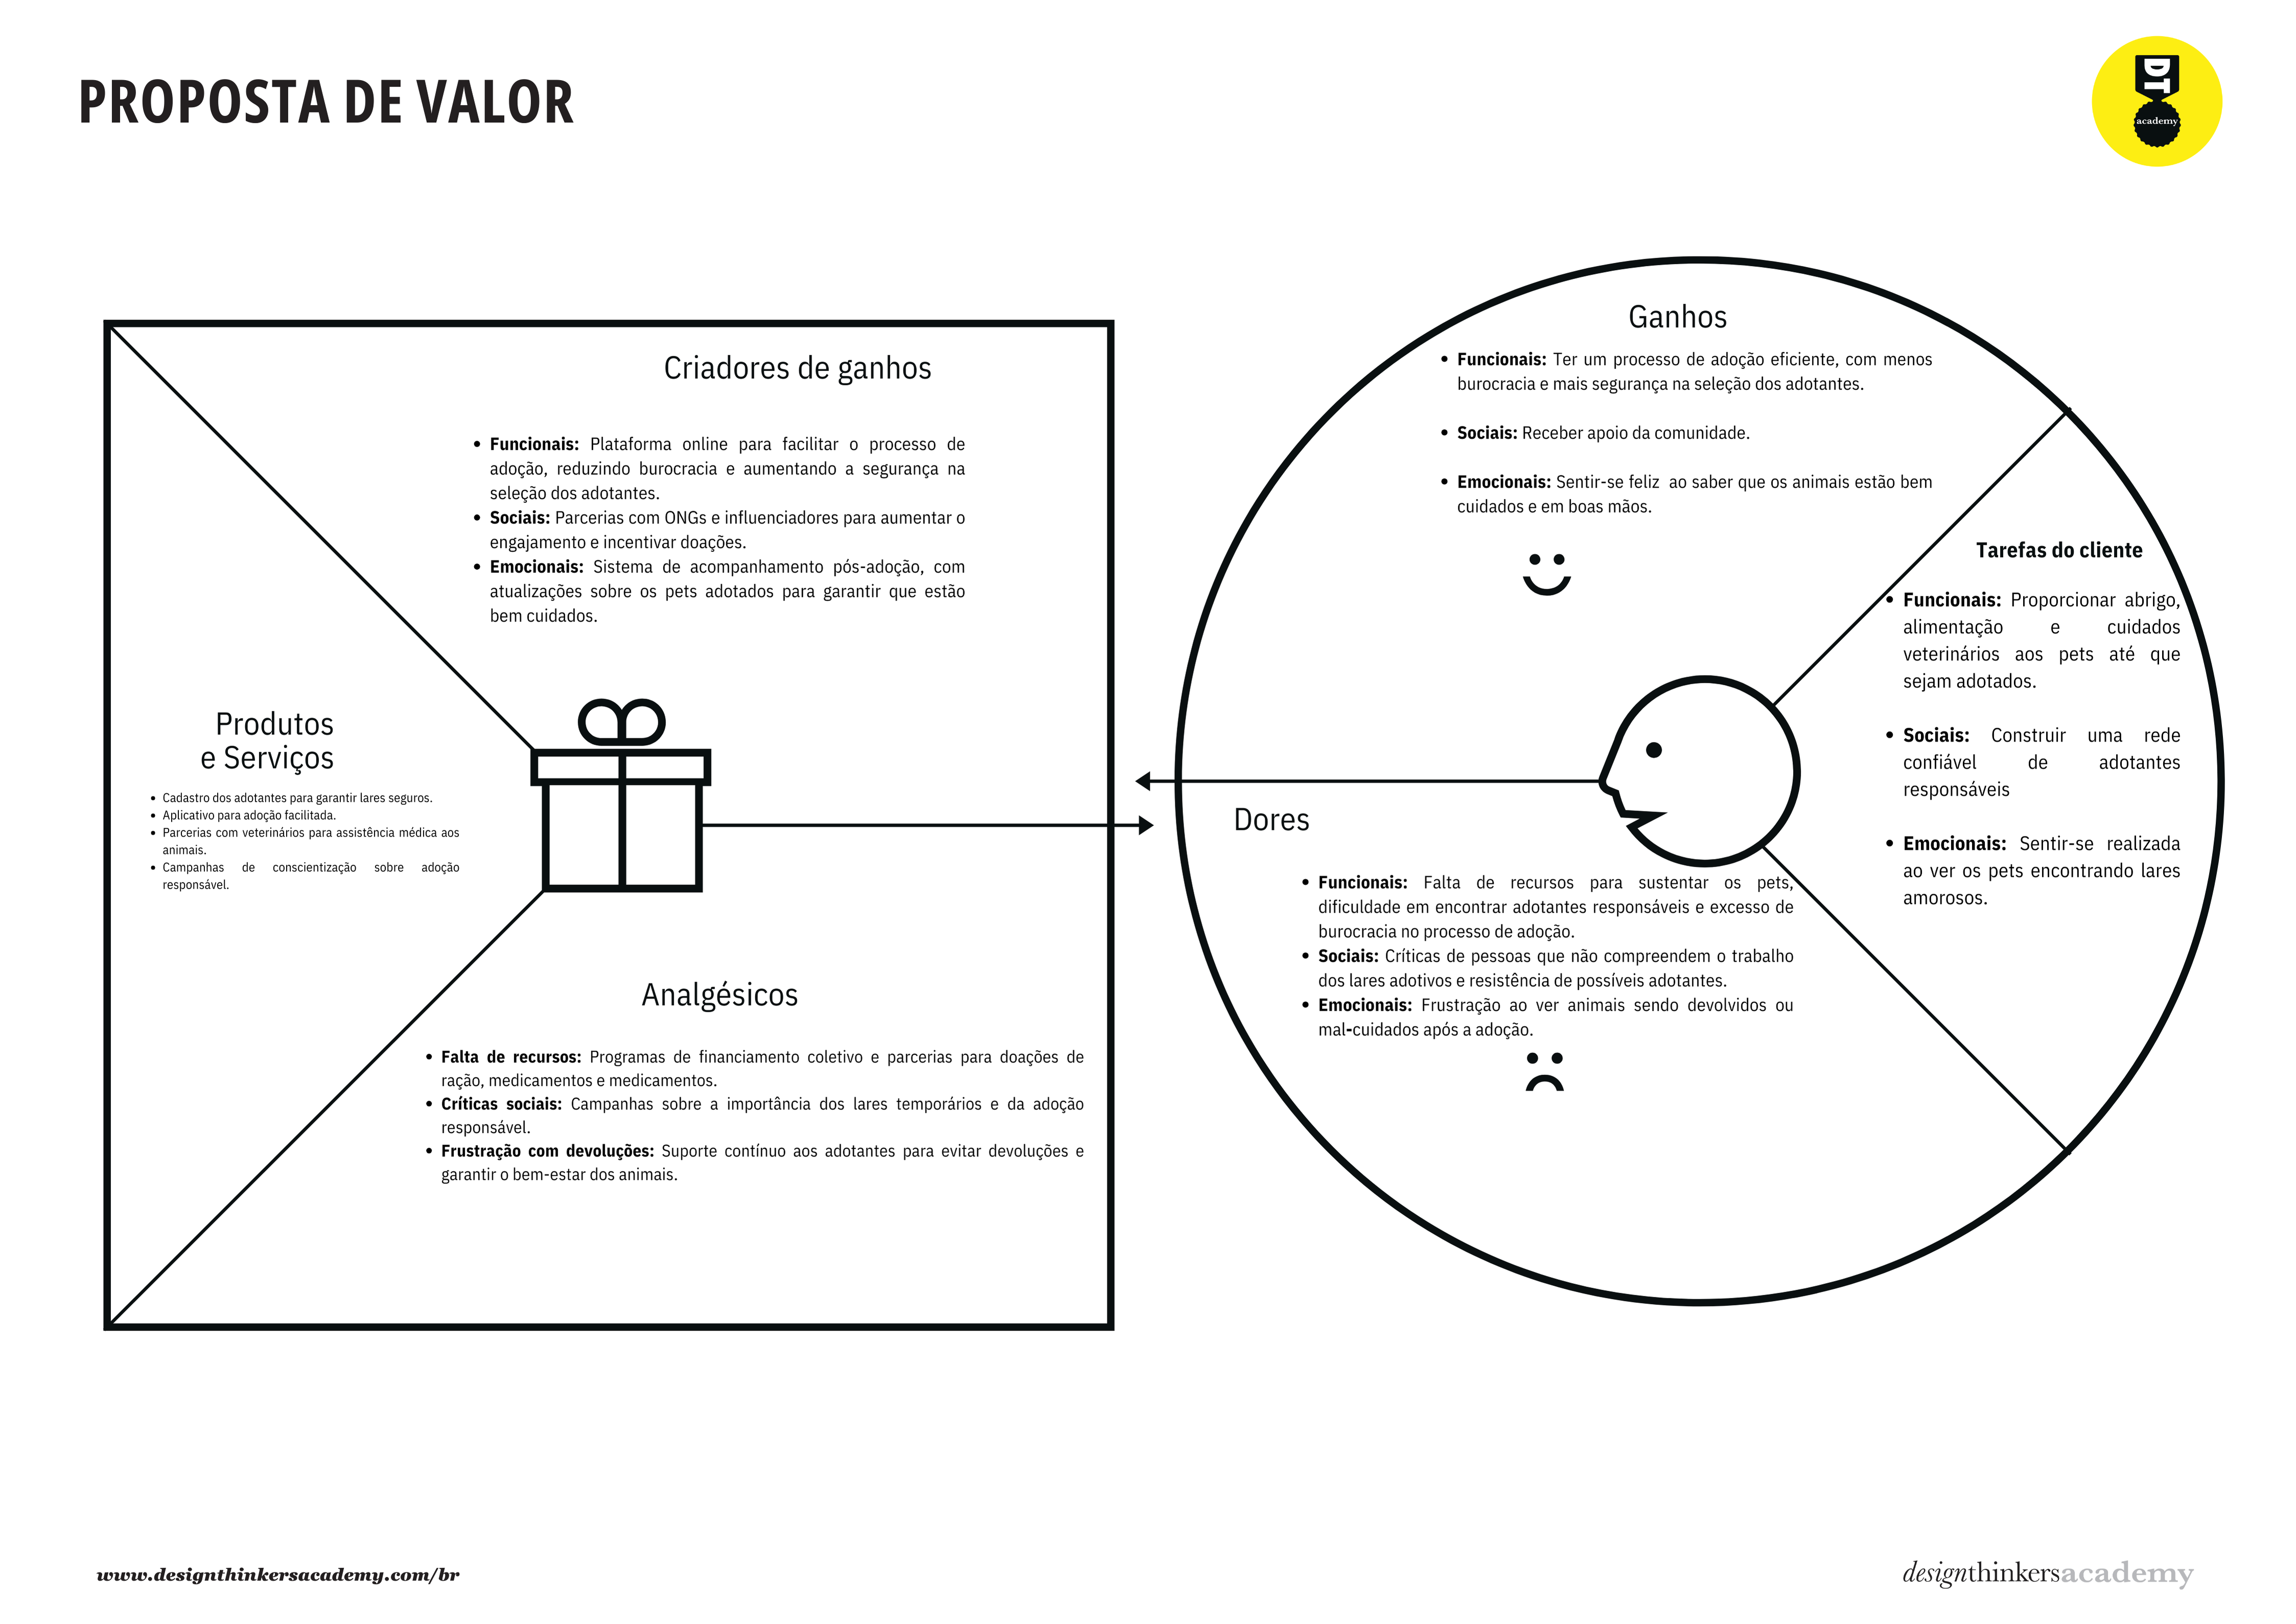 PROPOSTA DE VALOR
DT
academy
Criadores de ganhos
• Funcionais: Plataforma online para facilitar o processo de
adoção, reduzindo burocracia e aumentando a segurança na
seleção dos adotantes.
• Sociais: Parcerias com ONGs e influenciadores para aumentar o
engajamento e incentivar doações.
• Emocionais: Sistema de acompanhamento pós-adoção, com
atualizações sobre os pets adotados para garantir que estão
bem cuidados.
Produtos
e Serviços
• Cadastro dos adotantes para garantir lares seguros.
• Aplicativo para adoção facilitada.
• Parcerias com veterinários para assistência médica aos
animais.
• Campanhas de conscientização sobre adoção
responsável.
Analgésicos
• Falta de recursos: Programas de financiamento coletivo e parcerias para doações de
ração, medicamentos e medicamentos.
• Críticas sociais: Campanhas sobre a importância dos lares temporários e da adoção
responsável.
• Frustração com devoluções: Suporte contínuo aos adotantes para evitar devoluções e
garantir o bem-estar dos animais.
Ganhos
• Funcionais: Ter um processo de adoção eficiente, com menos
burocracia e mais segurança na seleção dos adotantes.
• Sociais: Receber apoio da comunidade.
• Emocionais: Sentir-se feliz  ao saber que os animais estão bem
cuidados e em boas mãos.
Tarefas do cliente
• Funcionais: Proporcionar abrigo,
alimentação e cuidados
veterinários aos pets até que
sejam adotados.
• Sociais: Construir uma rede
confiável de adotantes
responsáveis
• Emocionais: Sentir-se realizada
ao ver os pets encontrando lares
amorosos.
Dores
• Funcionais: Falta de recursos para sustentar os pets,
dificuldade em encontrar adotantes responsáveis e excesso de
burocracia no processo de adoção.
• Sociais: Críticas de pessoas que não compreendem o trabalho
dos lares adotivos e resistência de possíveis adotantes.
• Emocionais: Frustração ao ver animais sendo devolvidos ou
mal-cuidados após a adoção.
www.designthinkersacademy.com/br
designthinkersacademy